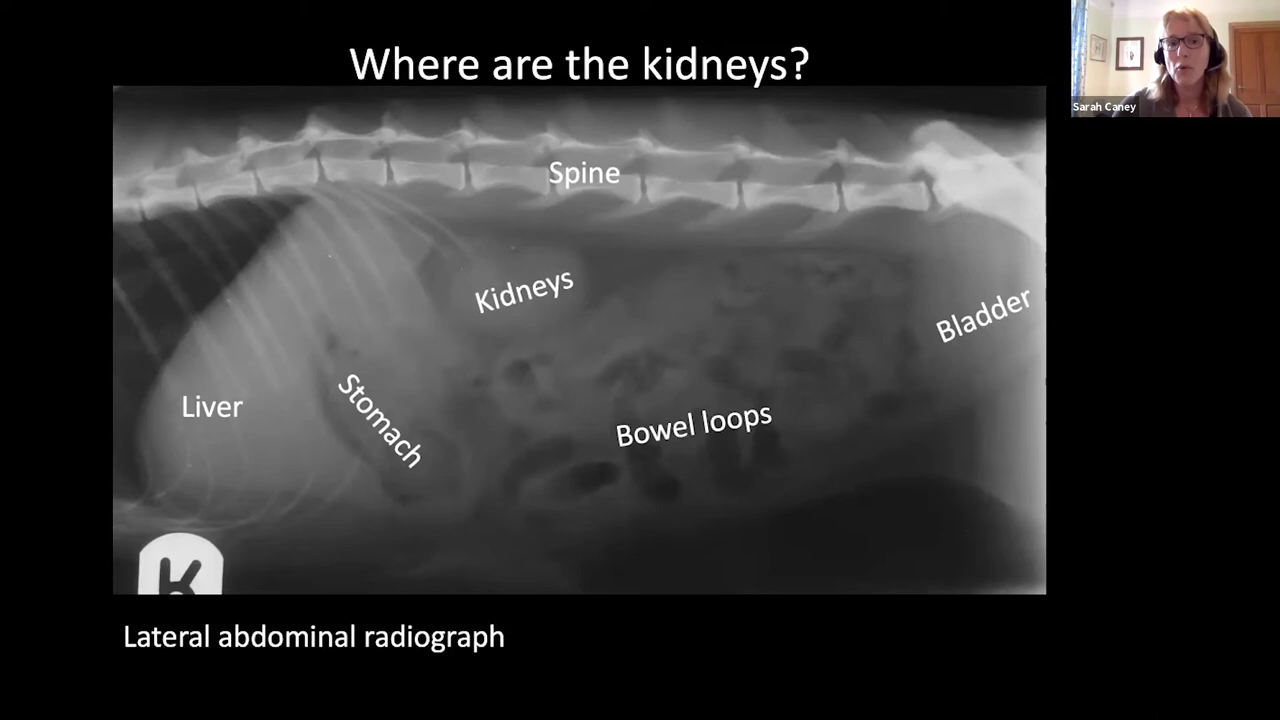 Where are the kidneys?
Sarah Caney
Spine
Kidneys
Bladder
Liver
Stomach
Bowel loops
Lateral abdominal radiograph